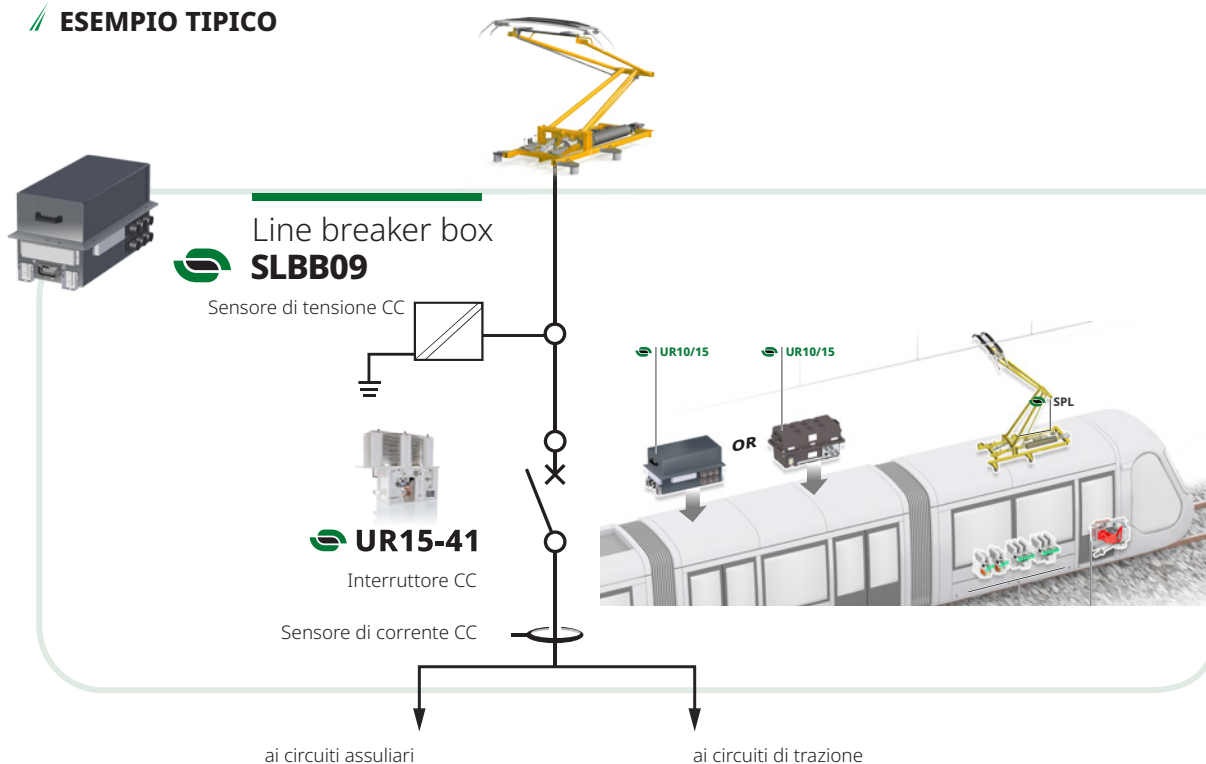 ESEMPIO TIPICO
Line breaker box
SLBB09
Sensore di tensione CC
UR10/15
UR10/15
OR
SPL
UR15-41
Interruttore CC
Sensore di corrente CC
ai circuiti assuliari
ai circuiti di trazione